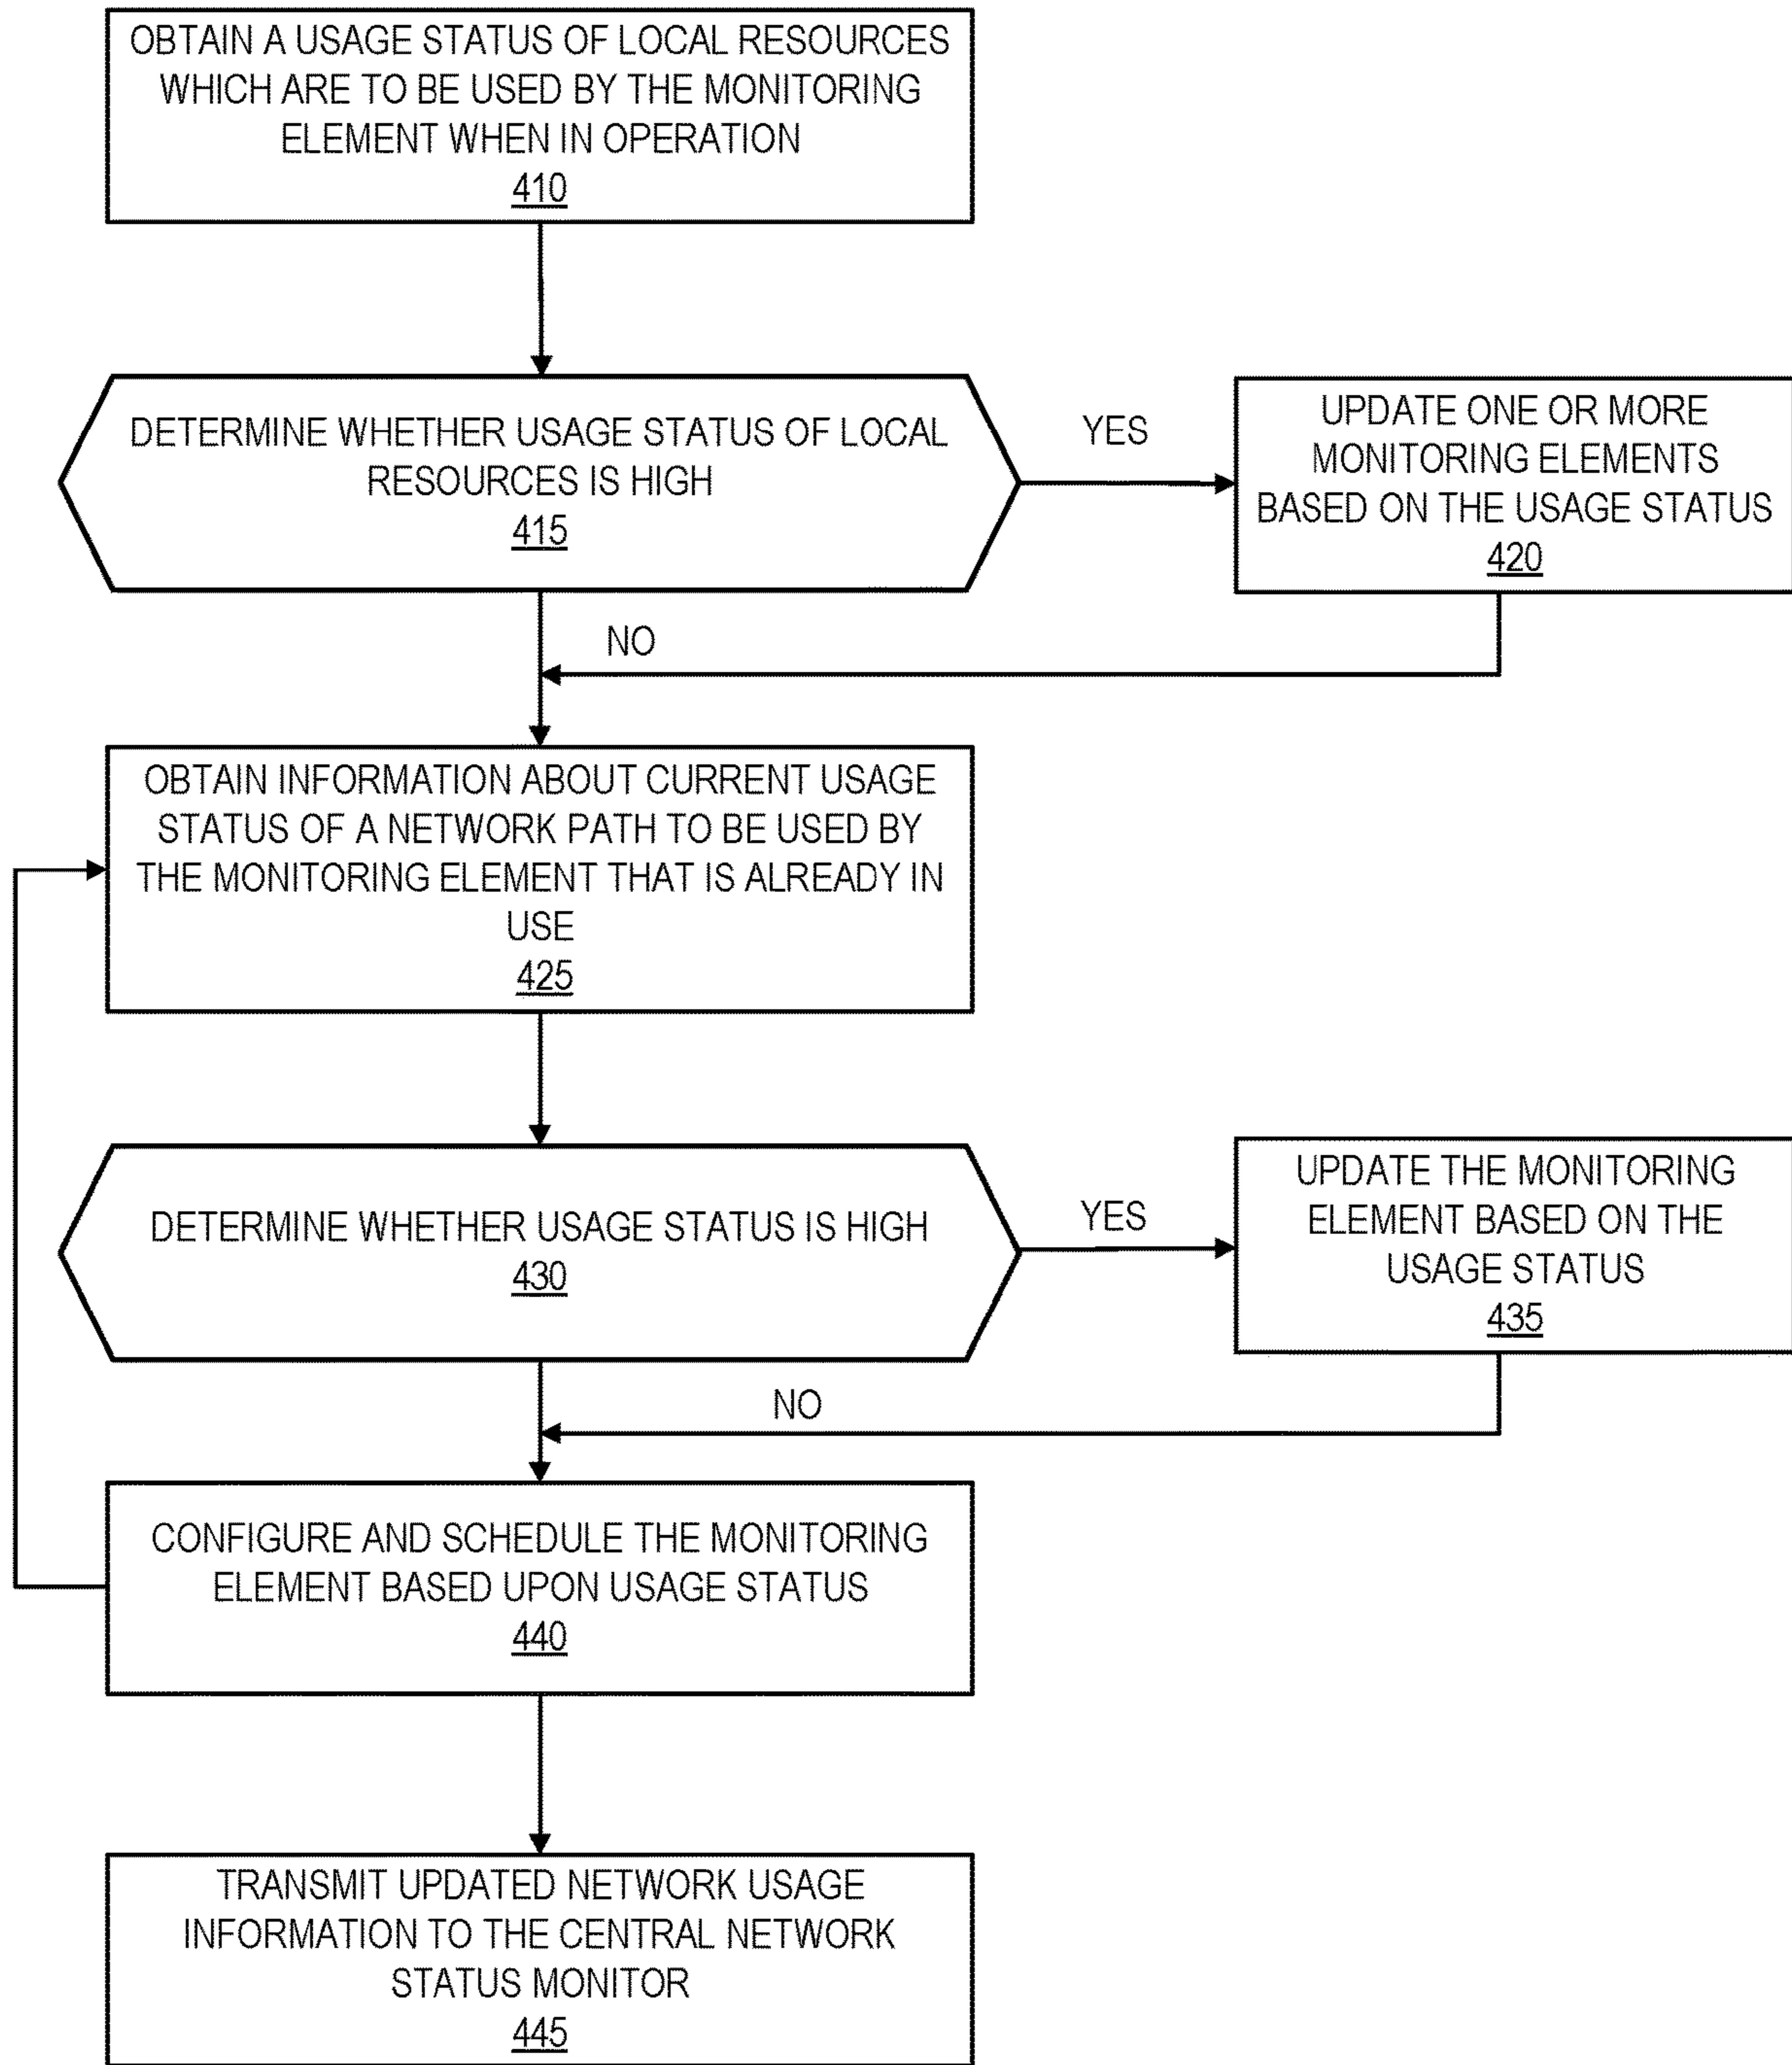 OBTAIN A USAGE STATUS OF LOCAL RESOURCES
WHICH ARE TO BE USED BY THE MONITORING
ELEMENT WHEN IN OPERATION
410
DETERMINE WHETHER USAGE STATUS OF LOCAL
RESOURCES IS HIGH
415
YES
UPDATE ONE OR MORE
MONITORING ELEMENTS
BASED ON THE USAGE STATUS
420
NO
OBTAIN INFORMATION ABOUT CURRENT USAGE
STATUS OF A NETWORK PATH TO BE USED BY
THE MONITORING ELEMENT THAT IS ALREADY IN
USE
425
DETERMINE WHETHER USAGE STATUS IS HIGH
430
YES
UPDATE THE MONITORING
ELEMENT BASED ON THE
USAGE STATUS
435
NO
CONFIGURE AND SCHEDULE THE MONITORING
ELEMENT BASED UPON USAGE STATUS
440
TRANSMIT UPDATED NETWORK USAGE
INFORMATION TO THE CENTRAL NETWORK
STATUS MONITOR
445